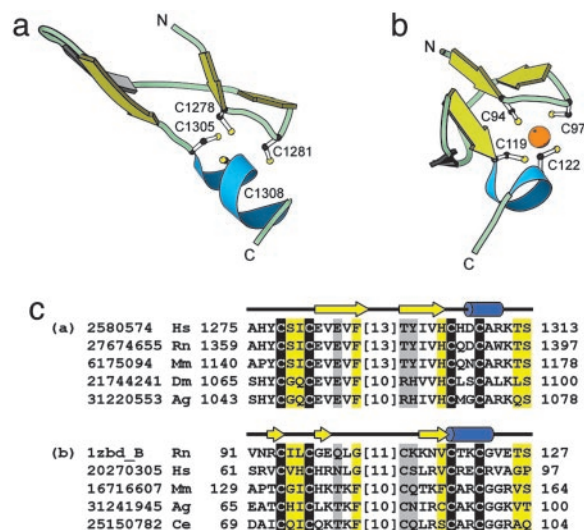 a
b
N
N
C1278
C1305
C1281
C1308
C
C94
C97
C119
C122
C
c
(a) 2580574 Hs 1275 AHYCSICEVEVF[13]TYIVHCHDCARKTS 1313
27674655 Rn 1359 AHYCSICEVEVF[13]TYIVHCQDCAWKTS 1397
6175094 Mm 1140 APYCSICEVEVF[13]TYIVHCQNCARKTS 1178
21744241 Dm 1065 SHYCGQCEVEVF[10]RHVVHCLSCALKLS 1100
31220553 Ag 1043 SHYCGQCEVEVF[10]RHIVHCMGCARKQS 1078
(b) 1zbd_B Rn 91 VNRCILCGEQLG[11]CKKNVCTKCGVETS 127
20270305 Hs 61 SRVCVHCHRNLG[11]CSLRVCRECRVAGP 97
16716607 Mm 129 APTCGICHKTKF[10]CQLRFCARCGGRVS 164
31241945 Ag 65 EATCHICLKTKF[10]CNIRCCAKCGGKVT 100
25150782 Ce 69 DAICQICQKTKF[10]CKFCSCARCGGRAQ 104